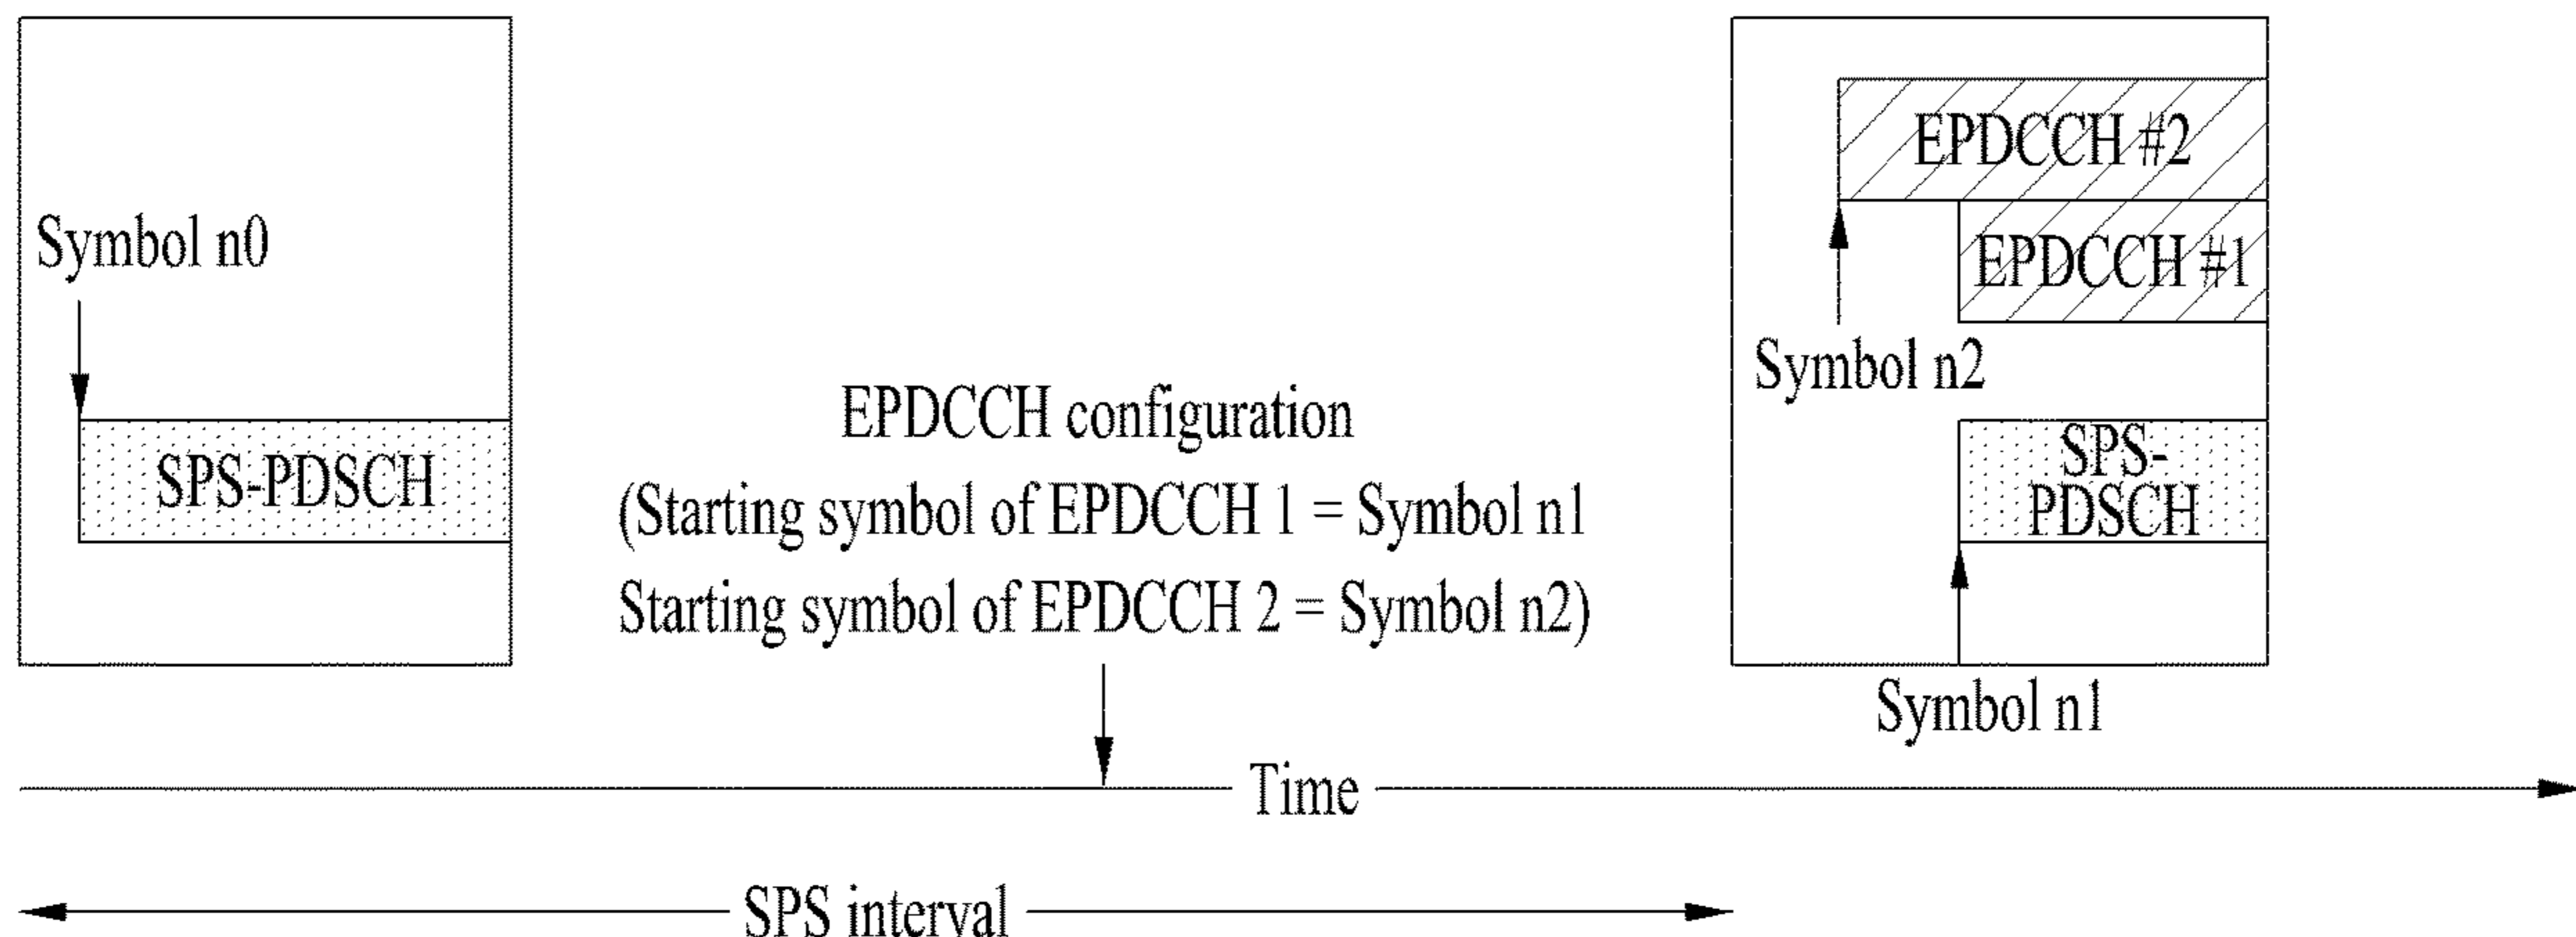 Symbol n0
SPS-PDSCH
EPDCCH configuration
(Starting symbol of EPDCCH 1 = Symbol n1
Starting symbol of EPDCCH 2 = Symbol n2)
EPDCCH #2
EPDCCH #1
Symbol n2
SPS-
PDSCH
Symbol n1
Time
SPS interval